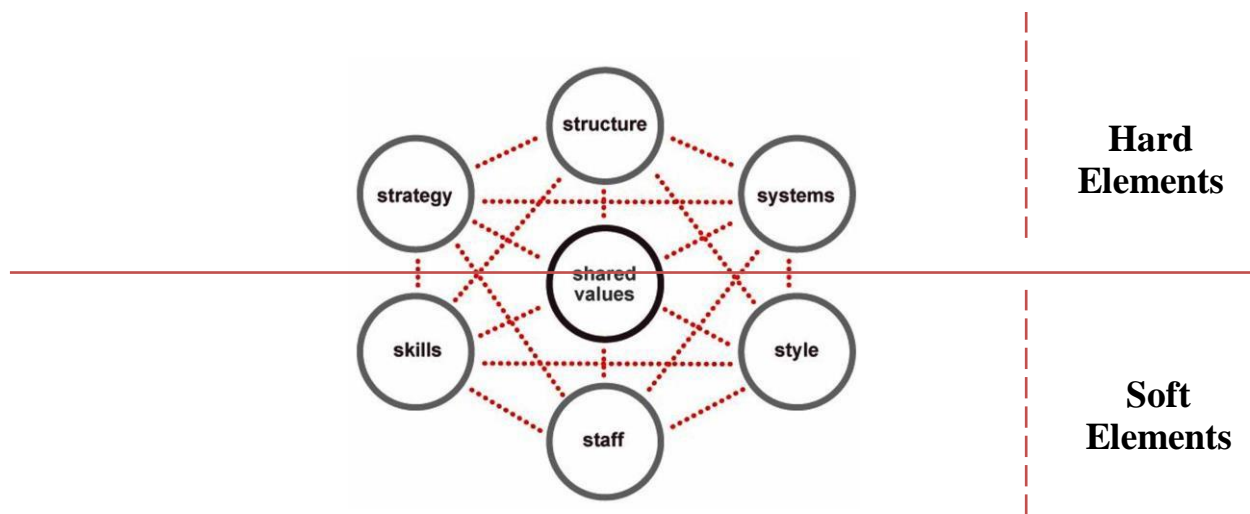 structure
strategy
systems
shared
values
skills
style
staff
Hard
Elements
Soft
Elements